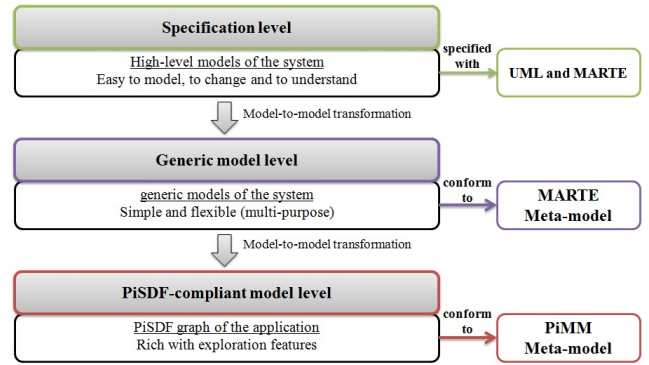 Specification level
High-level models of the system
Easy to model, to change and to understand
specified
with
UML and MARTE
Model-to-model transformation
Generic model level
generic models of the system
Simple and flexible (multi-purpose)
conform
to
MARTE
Meta-model
Model-to-model transformation
PiSDF-compliant model level
PiSDF graph of the application
Rich with exploration features
conform
to
PiMM
Meta-model